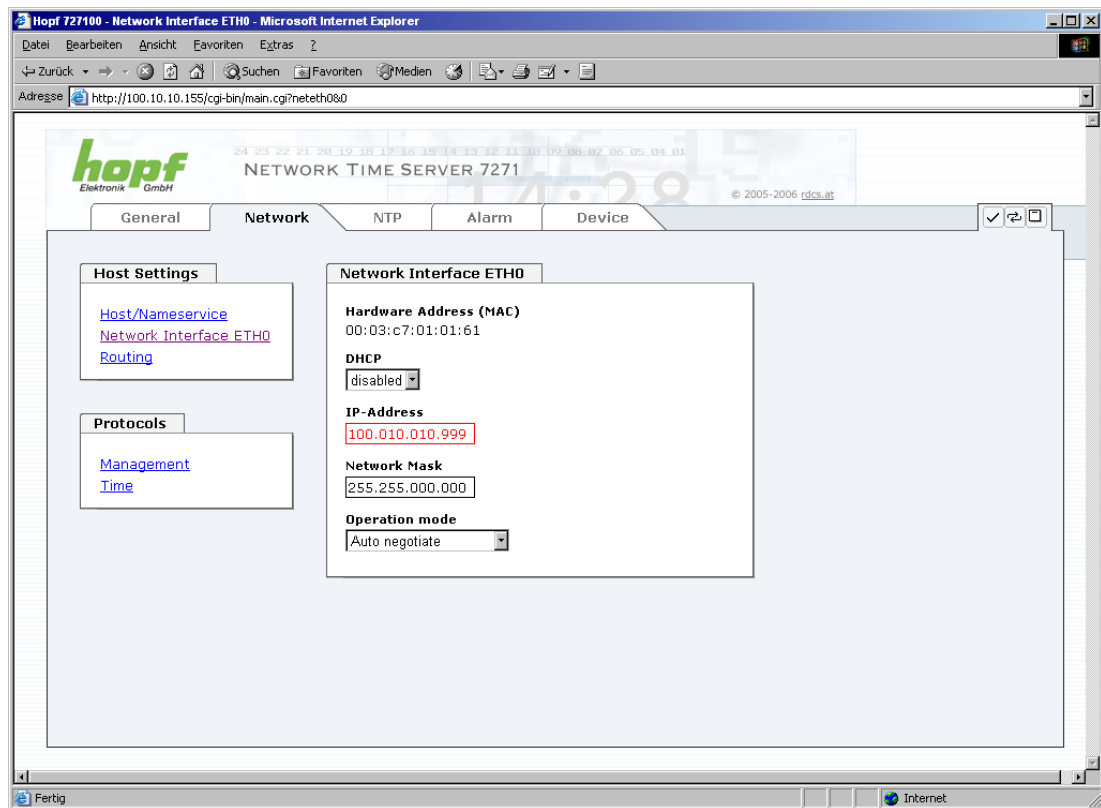 Hopf 727100 - Network Interface ETH0 - Microsoft Internet Explorer
Datei Bearbeiten Ansicht Favoriten Extras ?
Zurück Suchen Favoriten Medien
Adresse http://100.10.10.155/cgi-bin/main.cgi?neteth0&0
hopf
Elektronik GmbH
24 23 22 21 20 19 18 17 16 15 14 13 12 11 10 09 08 07 06 05 04 01
NETWORK TIME SERVER 7271
14:28
© 2005-2006 rdcs.at
General Network NTP Alarm Device
Host Settings
Host/Nameservice
Network Interface ETH0
Routing
Protocols
Management
Time
Network Interface ETH0
Hardware Address (MAC)
00:03:c7:01:01:61
DHCP
disabled
IP-Address
100.010.010.999
Network Mask
255.255.000.000
Operation mode
Auto negotiate
Fertig Internet